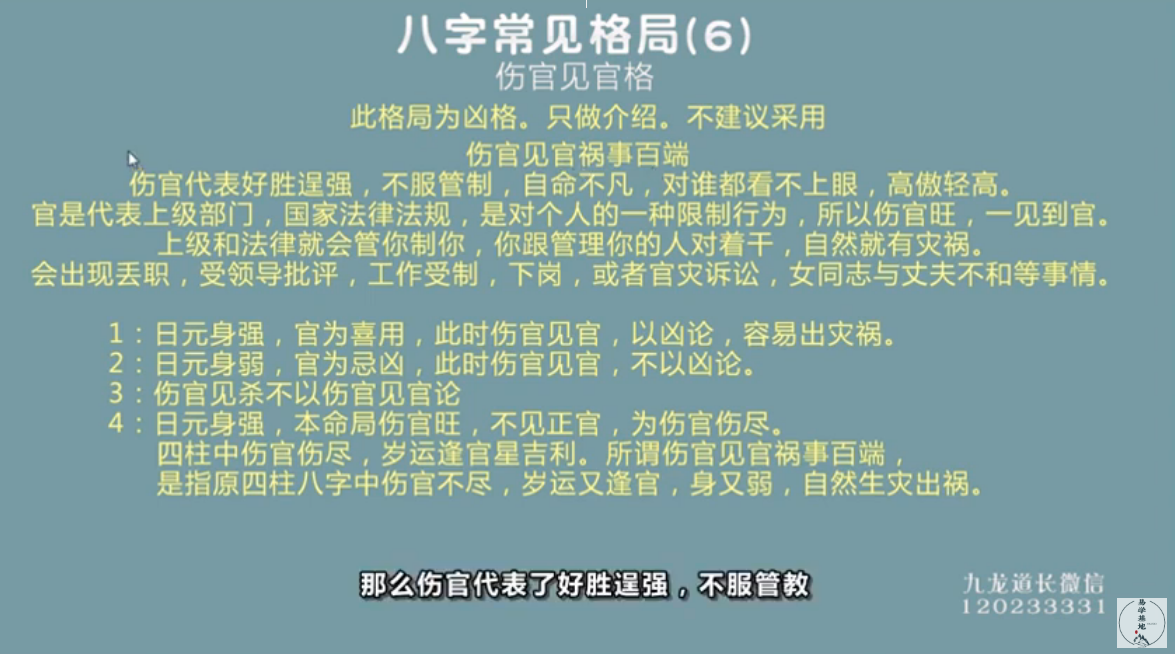 八字常见格局(6)
伤官见官格
此格局为凶格。只做介绍。不建议采用
伤官见官祸事百端
伤官代表好胜逞强，不服管制，自命不凡，对谁都看不上眼，高傲轻高。
官是代表上级部门，国家法律法规，是对个人的一种限制行为，所以伤官旺，一见到官。
上级和法律就会管你制你，你跟管理你的人对着干，自然就有灾祸。
会出现丢职，受领导批评，工作受制，下岗，或者官灾诉讼，女同志与丈夫不和等事情。
1：日元身强，官为喜用，此时伤官见官，以凶论，容易出灾祸。
2：日元身弱，官为忌凶，此时伤官见官，不以凶论。
3：伤官见杀不以伤官见官论
4：日元身强，本命局伤官旺，不见正官，为伤官伤尽。
四柱中伤官伤尽，岁运逢官星吉利。所谓伤官见官祸事百端，
是指原四柱八字中伤官不尽，岁运又逢官，身又弱，自然生灾出祸。
那么伤官代表了好胜逞强，不服管教
九龙道长微信
120233331
易学基地